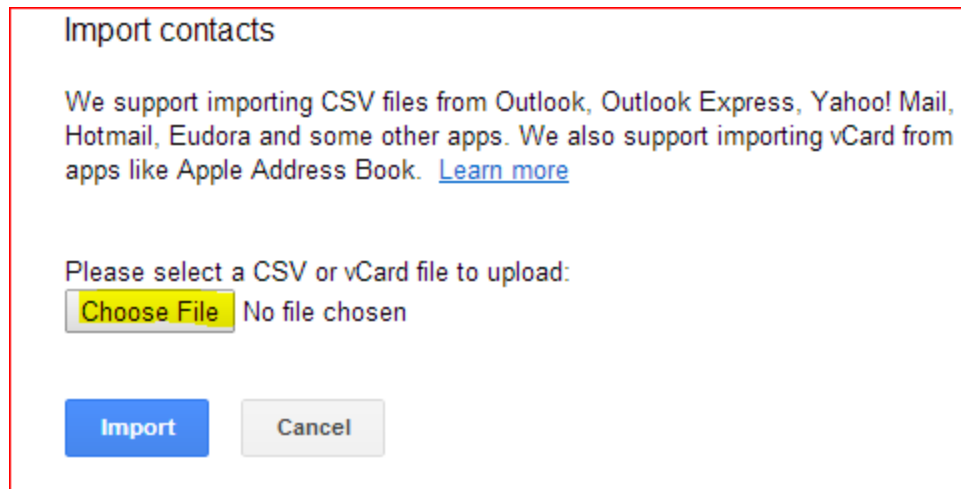 Import contacts
We support importing CSV files from Outlook, Outlook Express, Yahoo! Mail,
Hotmail, Eudora and some other apps. We also support importing vCard from
apps like Apple Address Book. Learn more
Please select a CSV or vCard file to upload:
Choose File No file chosen
Import Cancel